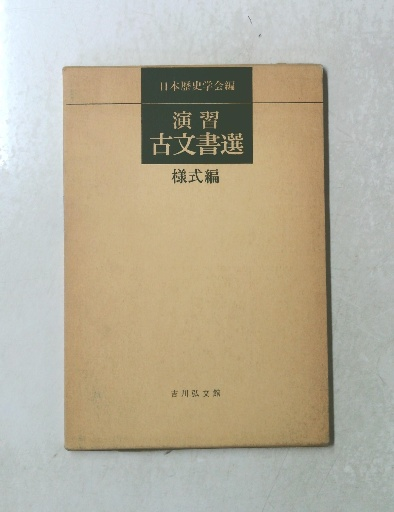 日本歴史学会編
演習
古文書選
様式編
吉川弘文館